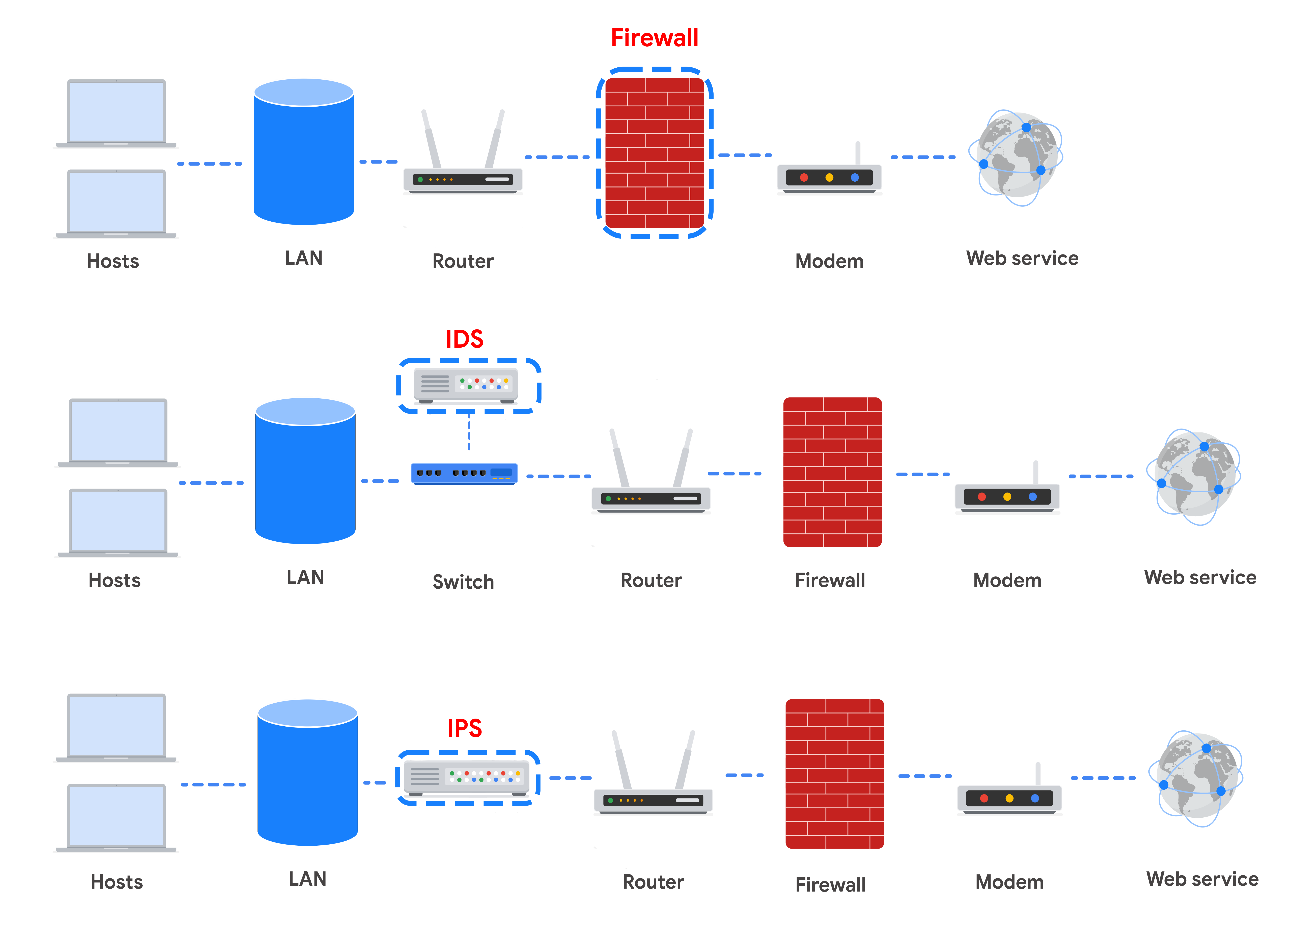 Firewall
Hosts
LAN
Router
Modem
Web service
IDS
Hosts
LAN
Switch
Router
Firewall
Modem
Web service
IPS
Hosts
LAN
Router
Firewall
Modem
Web service